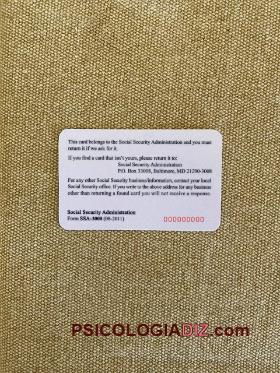 This card belongs to the Social Security Administration and you must
return it if we ask for it.
If you find a card that isn't yours, please return it to:
Social Security Administration
P.O. Box 33008, Baltimore, MD 21290-3008
For any other Social Security business/information, contact your local
Social Security office. If you write to the above address for any business
other than returning a found card you will not receive a response.
Social Security Administration
Form SSA-3000 (08-2011)
000000000
PSICOLOGIADIZ.com